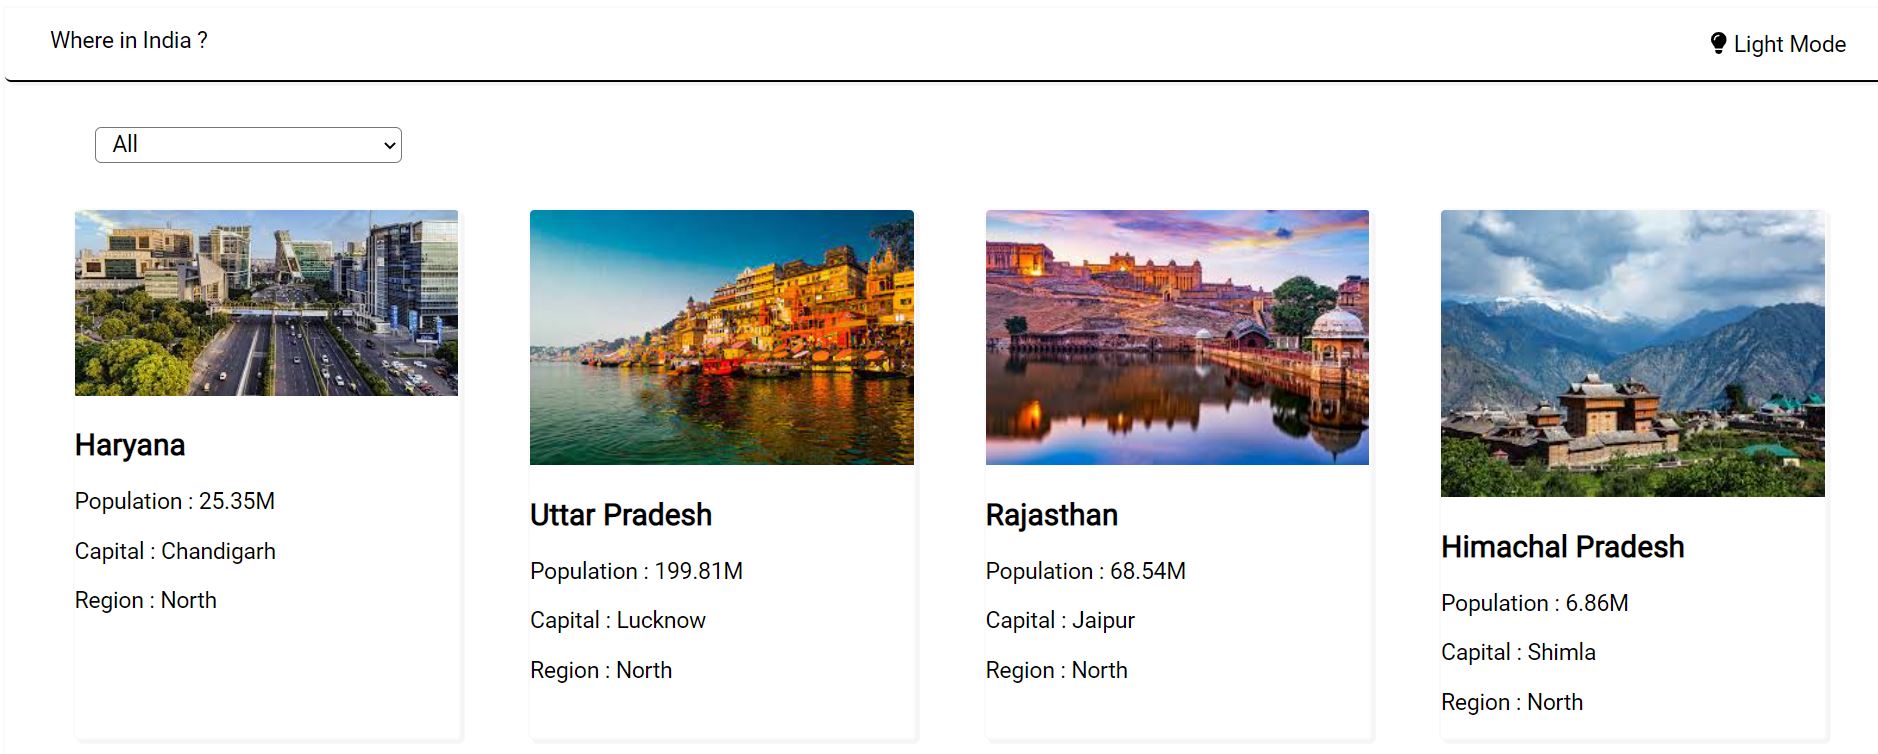 Where in India ?
Light Mode
All
Haryana
Population : 25.35M
Capital : Chandigarh
Region : North
Uttar Pradesh
Population : 199.81M
Capital : Lucknow
Region : North
Rajasthan
Population : 68.54M
Capital : Jaipur
Region : North
Himachal Pradesh
Population : 6.86M
Capital : Shimla
Region : North